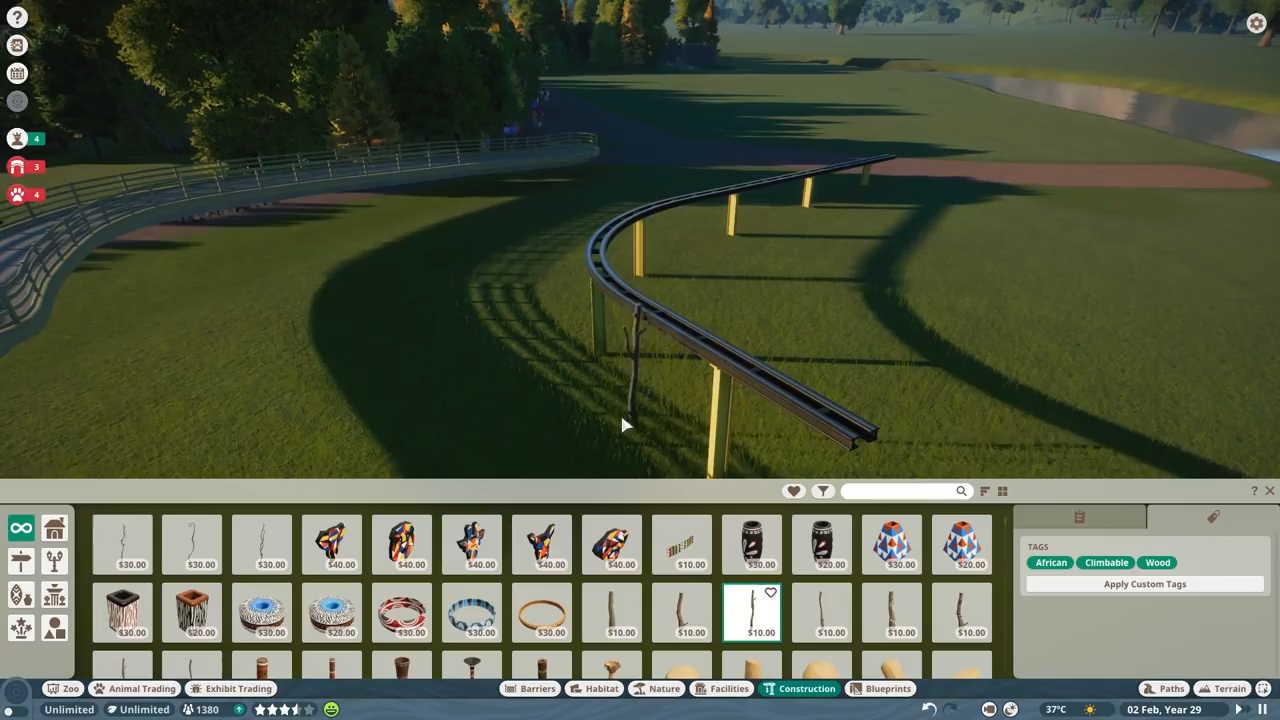 ?
4
3
4
? X
$30.00 $30.00 $30.00 $40.00 $40.00 $40.00 $40.00 $40.00 $10.00 $30.00 $20.00 $30.00 $20.00
$30.00 $20.00 $30.00 $30.00 $30.00 $30.00 $30.00 $10.00 $10.00 $10.00 $10.00 $10.00 $10.00
TAGS
African Climbable Wood
Apply Custom Tags
Zoo Animal Trading Exhibit Trading Barriers Habitat Nature Facilities Construction Blueprints Paths Terrain
Unlimited Unlimited 1380 37°C 02 Feb, Year 29